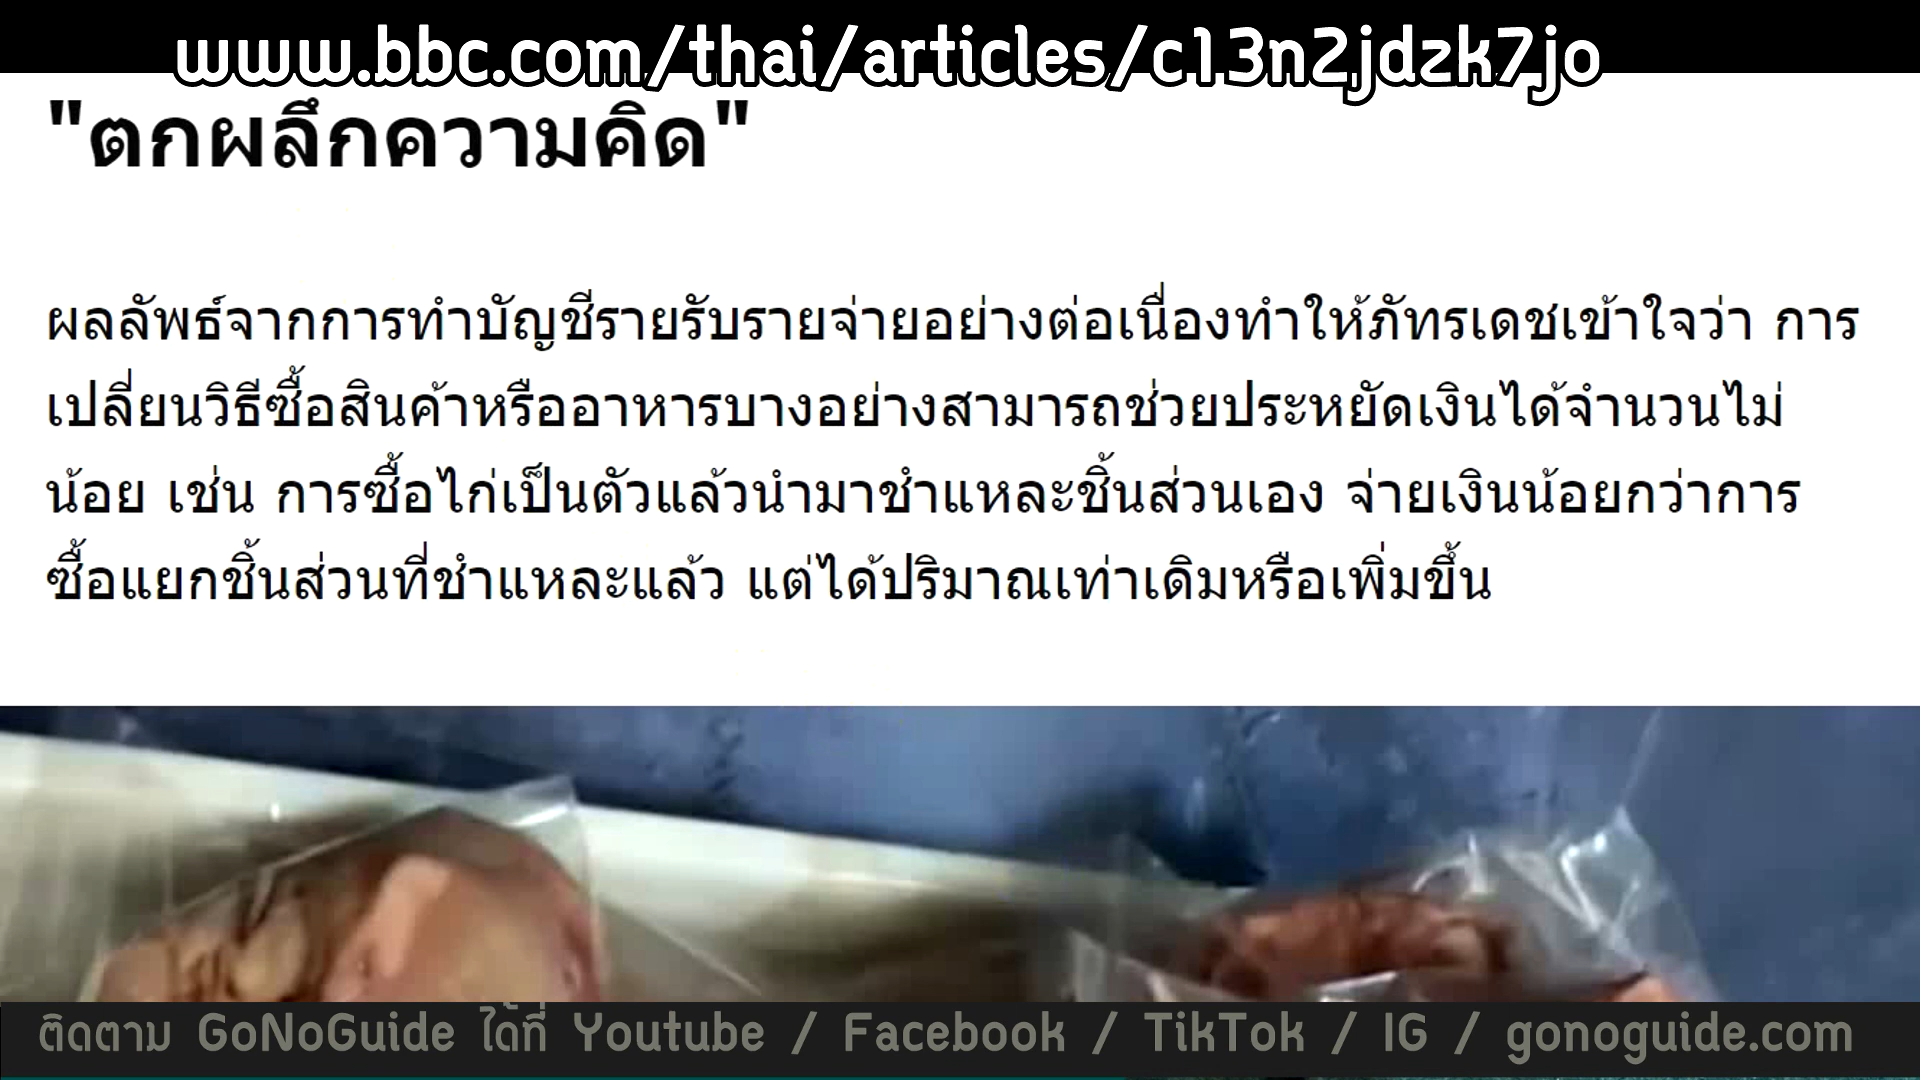 www.bbc.com/thai/articles/c13n2jdzk7jo
"ตกผลึกความคิด"
ผลลัพธ์จากการทำบัญชีรายรับรายจ่ายอย่างต่อเนื่องทำให้ภัทรเดชเข้าใจว่า การ
เปลี่ยนวิธีซื้อสินค้าหรืออาหารบางอย่างสามารถช่วยประหยัดเงินได้จำนวนไม่
น้อย เช่น การซื้อไก่เป็นตัวแล้วนำมาชำแหละชิ้นส่วนเอง จ่ายเงินน้อยกว่าการ
ซื้อแยกชิ้นส่วนที่ชำแหละแล้ว แต่ได้ปริมาณเท่าเดิมหรือเพิ่มขึ้น
ติดตาม GoNoGuide ได้ที่ Youtube / Facebook / TikTok / IG / gonoguide.com